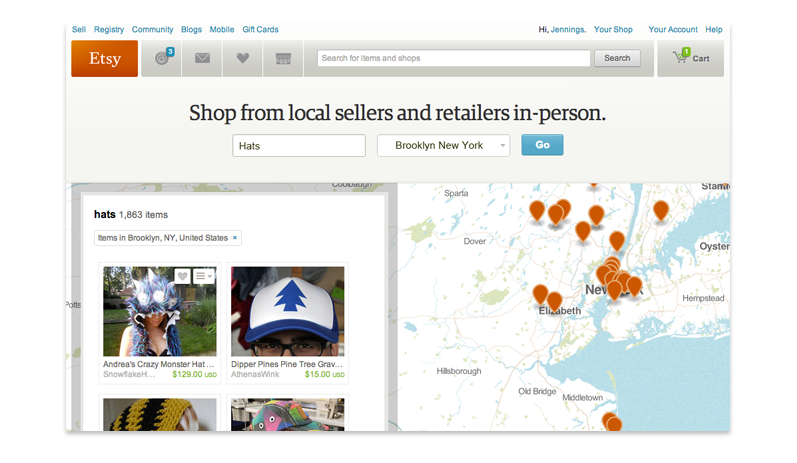 Sell Registry Community Blogs Mobile Gift Cards
Hi, Jennings. Your Shop Your Account Help
Etsy
3
Search for items and shops
Search
1
Cart
Shop from local sellers and retailers in-person.
Hats
Brooklyn New York
Go
hats 1,863 items
Items in Brooklyn, NY, United States ×
Andrea's Crazy Monster Hat ...
SnowflakeH... $129.00 USD
Dipper Pines Pine Tree Grav...
AthenasWink $15.00 USD
Coolbaugh
Potts
Sparta
Stamf
Dover
Oyster
New
Hempstead
Elizabeth
Hillsborough
Old Bridge
Middletown